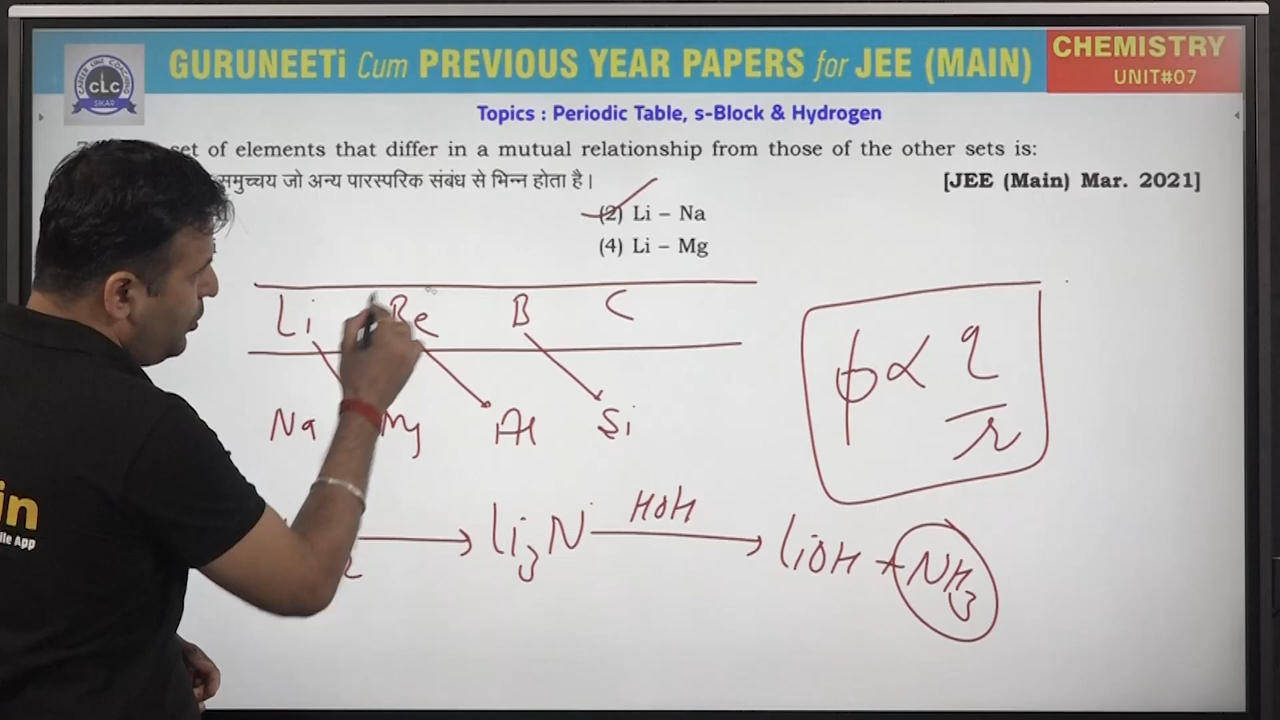 GURUNEETi Cum PREVIOUS YEAR PAPERS for JEE (MAIN)
CHEMISTRY
UNIT#07
CLC
SIKAR
Topics : Periodic Table, s-Block & Hydrogen
set of elements that differ in a mutual relationship from those of the other sets is:
समुच्चय जो अन्य पारस्परिक संबंध से भिन्न होता है।
[JEE (Main) Mar. 2021]
(2) Li – Na
(4) Li – Mg
Li Be B C
Na Mg Al Si
ϕ ∝ q/r
Li₃N HOH LiOH + NH₃
in
ile App